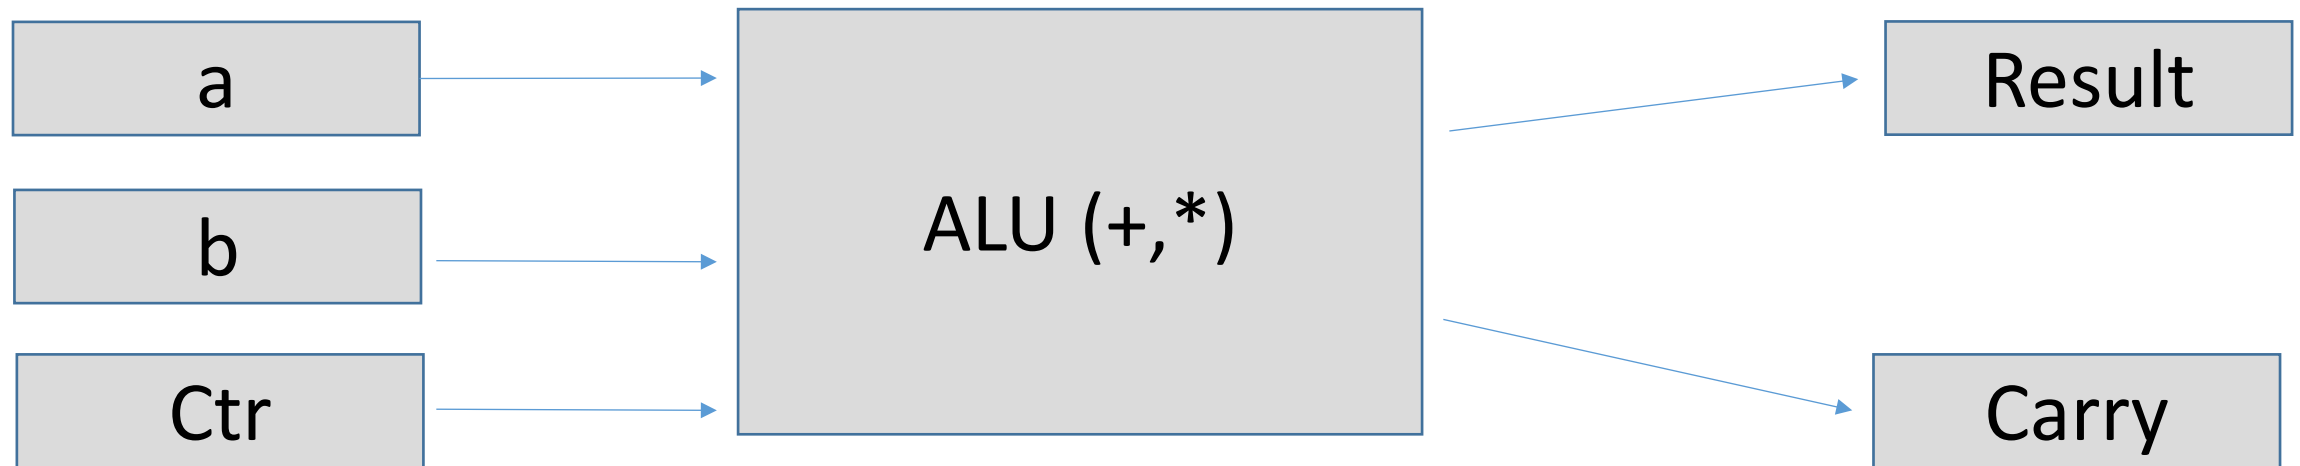 a
b
Ctr
ALU (+,*)
Result
Carry